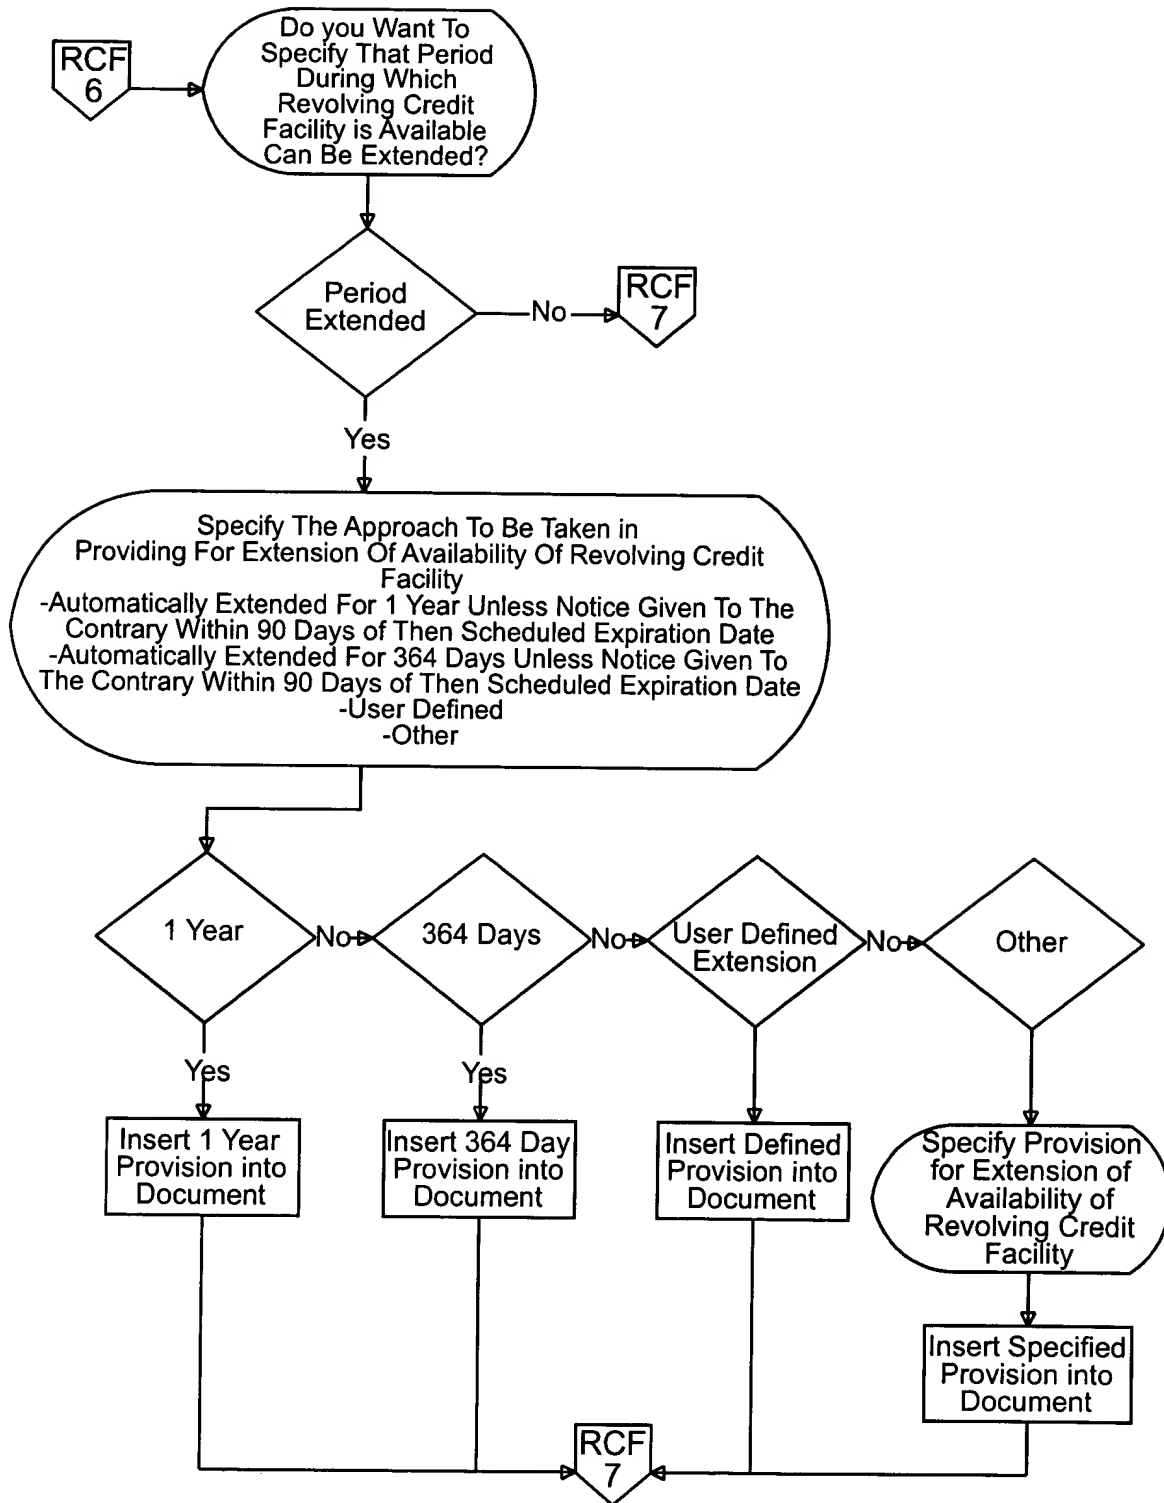 RCF
6
Do you Want To
Specify That Period
During Which
Revolving Credit
Facility is Available
Can Be Extended?
Period
Extended
No
RCF
7
Yes
Specify The Approach To Be Taken in
Providing For Extension Of Availability Of Revolving Credit
Facility
-Automatically Extended For 1 Year Unless Notice Given To The
Contrary Within 90 Days of Then Scheduled Expiration Date
-Automatically Extended For 364 Days Unless Notice Given To
The Contrary Within 90 Days of Then Scheduled Expiration Date
-User Defined
-Other
1 Year
No
364 Days
No
User Defined
Extension
No
Other
Yes
Yes
Insert 1 Year
Provision into
Document
Insert 364 Day
Provision into
Document
Insert Defined
Provision into
Document
Specify Provision
for Extension of
Availability of
Revolving Credit
Facility
Insert Specified
Provision into
Document
RCF
7